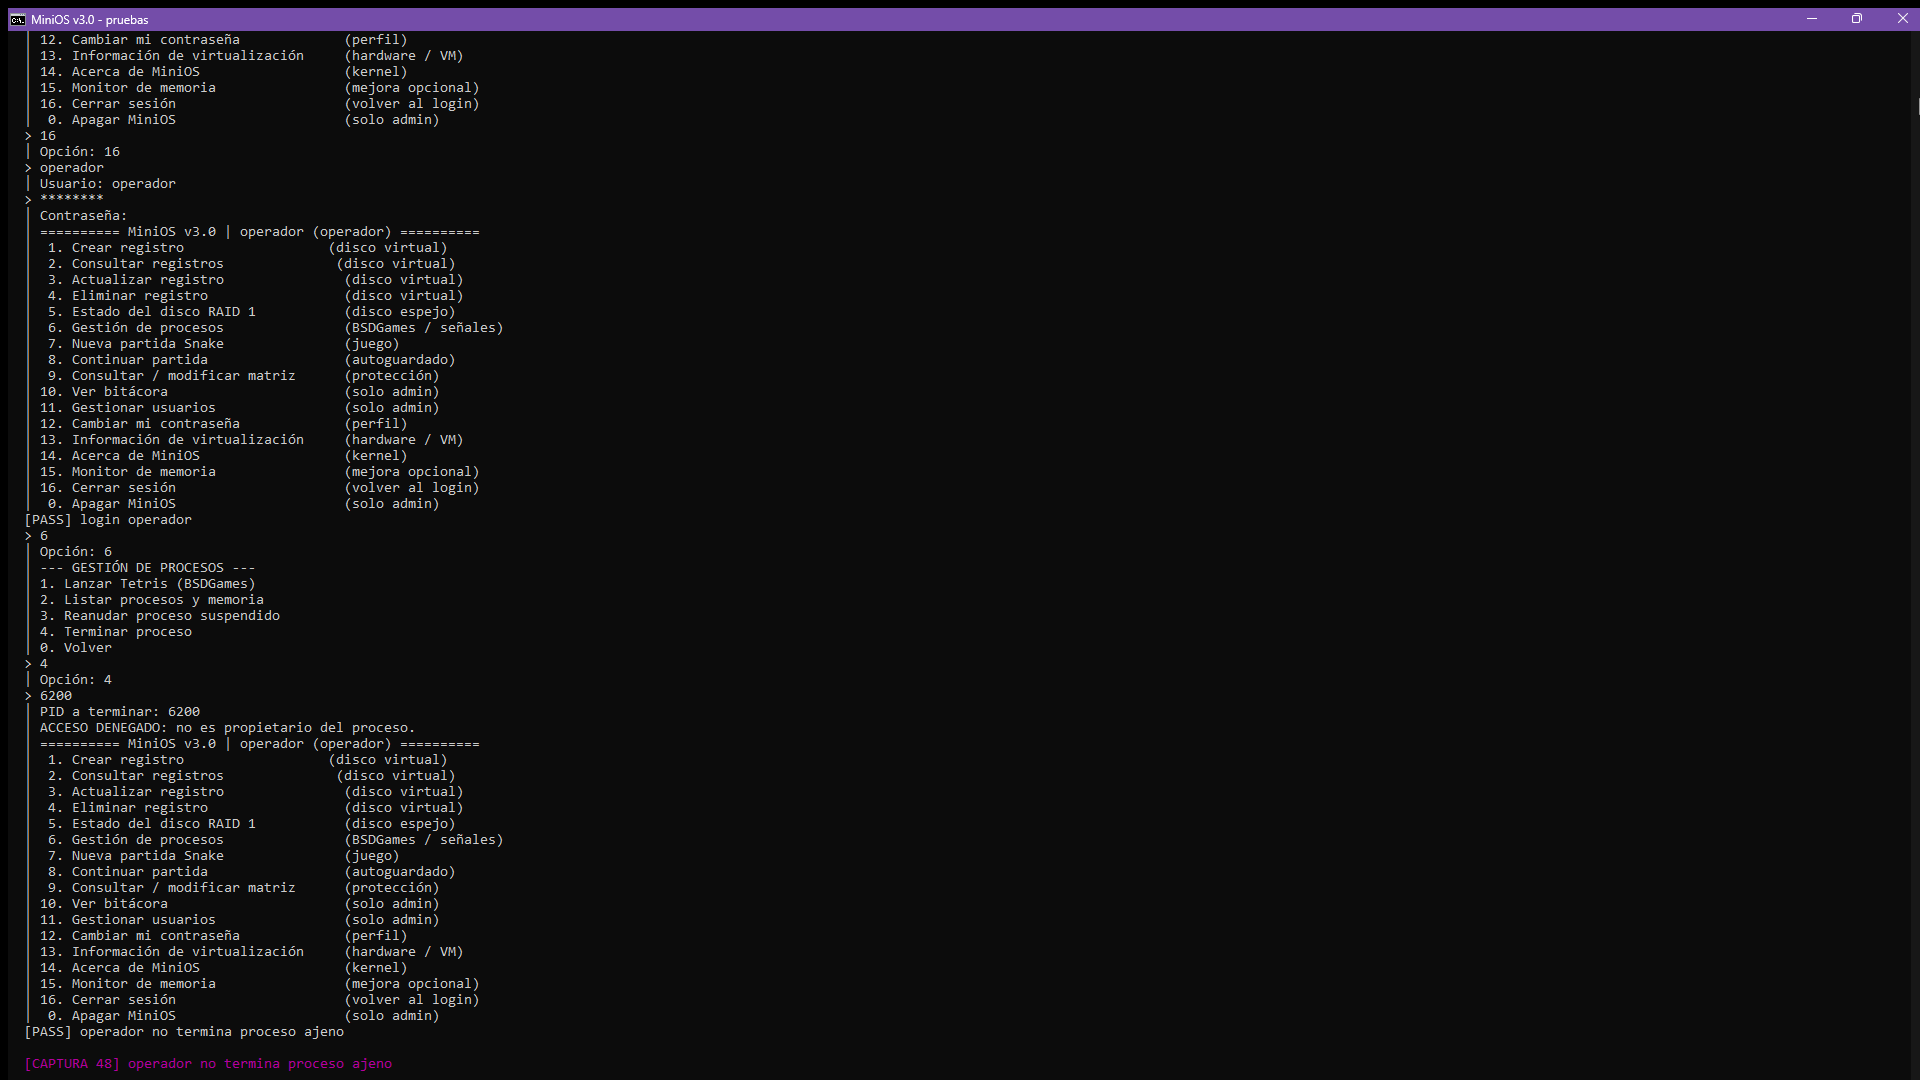 MiniOS v3.0 - pruebas
| 12. Cambiar mi contraseña (perfil)
| 13. Información de virtualización (hardware / VM)
| 14. Acerca de MiniOS (kernel)
| 15. Monitor de memoria (mejora opcional)
| 16. Cerrar sesión (volver al login)
| 0. Apagar MiniOS (solo admin)
> 16
| Opción: 16
> operador
| Usuario: operador
> ********
| Contraseña:
| ========== MiniOS v3.0 | operador (operador) ==========
| 1. Crear registro (disco virtual)
| 2. Consultar registros (disco virtual)
| 3. Actualizar registro (disco virtual)
| 4. Eliminar registro (disco virtual)
| 5. Estado del disco RAID 1 (disco espejo)
| 6. Gestión de procesos (BSDGames / señales)
| 7. Nueva partida Snake (juego)
| 8. Continuar partida (autoguardado)
| 9. Consultar / modificar matriz (protección)
| 10. Ver bitácora (solo admin)
| 11. Gestionar usuarios (solo admin)
| 12. Cambiar mi contraseña (perfil)
| 13. Información de virtualización (hardware / VM)
| 14. Acerca de MiniOS (kernel)
| 15. Monitor de memoria (mejora opcional)
| 16. Cerrar sesión (volver al login)
| 0. Apagar MiniOS (solo admin)
[PASS] login operador
> 6
| Opción: 6
| --- GESTIÓN DE PROCESOS ---
| 1. Lanzar Tetris (BSDGames)
| 2. Listar procesos y memoria
| 3. Reanudar proceso suspendido
| 4. Terminar proceso
| 0. Volver
> 4
| Opción: 4
> 6200
| PID a terminar: 6200
| ACCESO DENEGADO: no es propietario del proceso.
| ========== MiniOS v3.0 | operador (operador) ==========
| 1. Crear registro (disco virtual)
| 2. Consultar registros (disco virtual)
| 3. Actualizar registro (disco virtual)
| 4. Eliminar registro (disco virtual)
| 5. Estado del disco RAID 1 (disco espejo)
| 6. Gestión de procesos (BSDGames / señales)
| 7. Nueva partida Snake (juego)
| 8. Continuar partida (autoguardado)
| 9. Consultar / modificar matriz (protección)
| 10. Ver bitácora (solo admin)
| 11. Gestionar usuarios (solo admin)
| 12. Cambiar mi contraseña (perfil)
| 13. Información de virtualización (hardware / VM)
| 14. Acerca de MiniOS (kernel)
| 15. Monitor de memoria (mejora opcional)
| 16. Cerrar sesión (volver al login)
| 0. Apagar MiniOS (solo admin)
[PASS] operador no termina proceso ajeno
[CAPTURA 48] operador no termina proceso ajeno